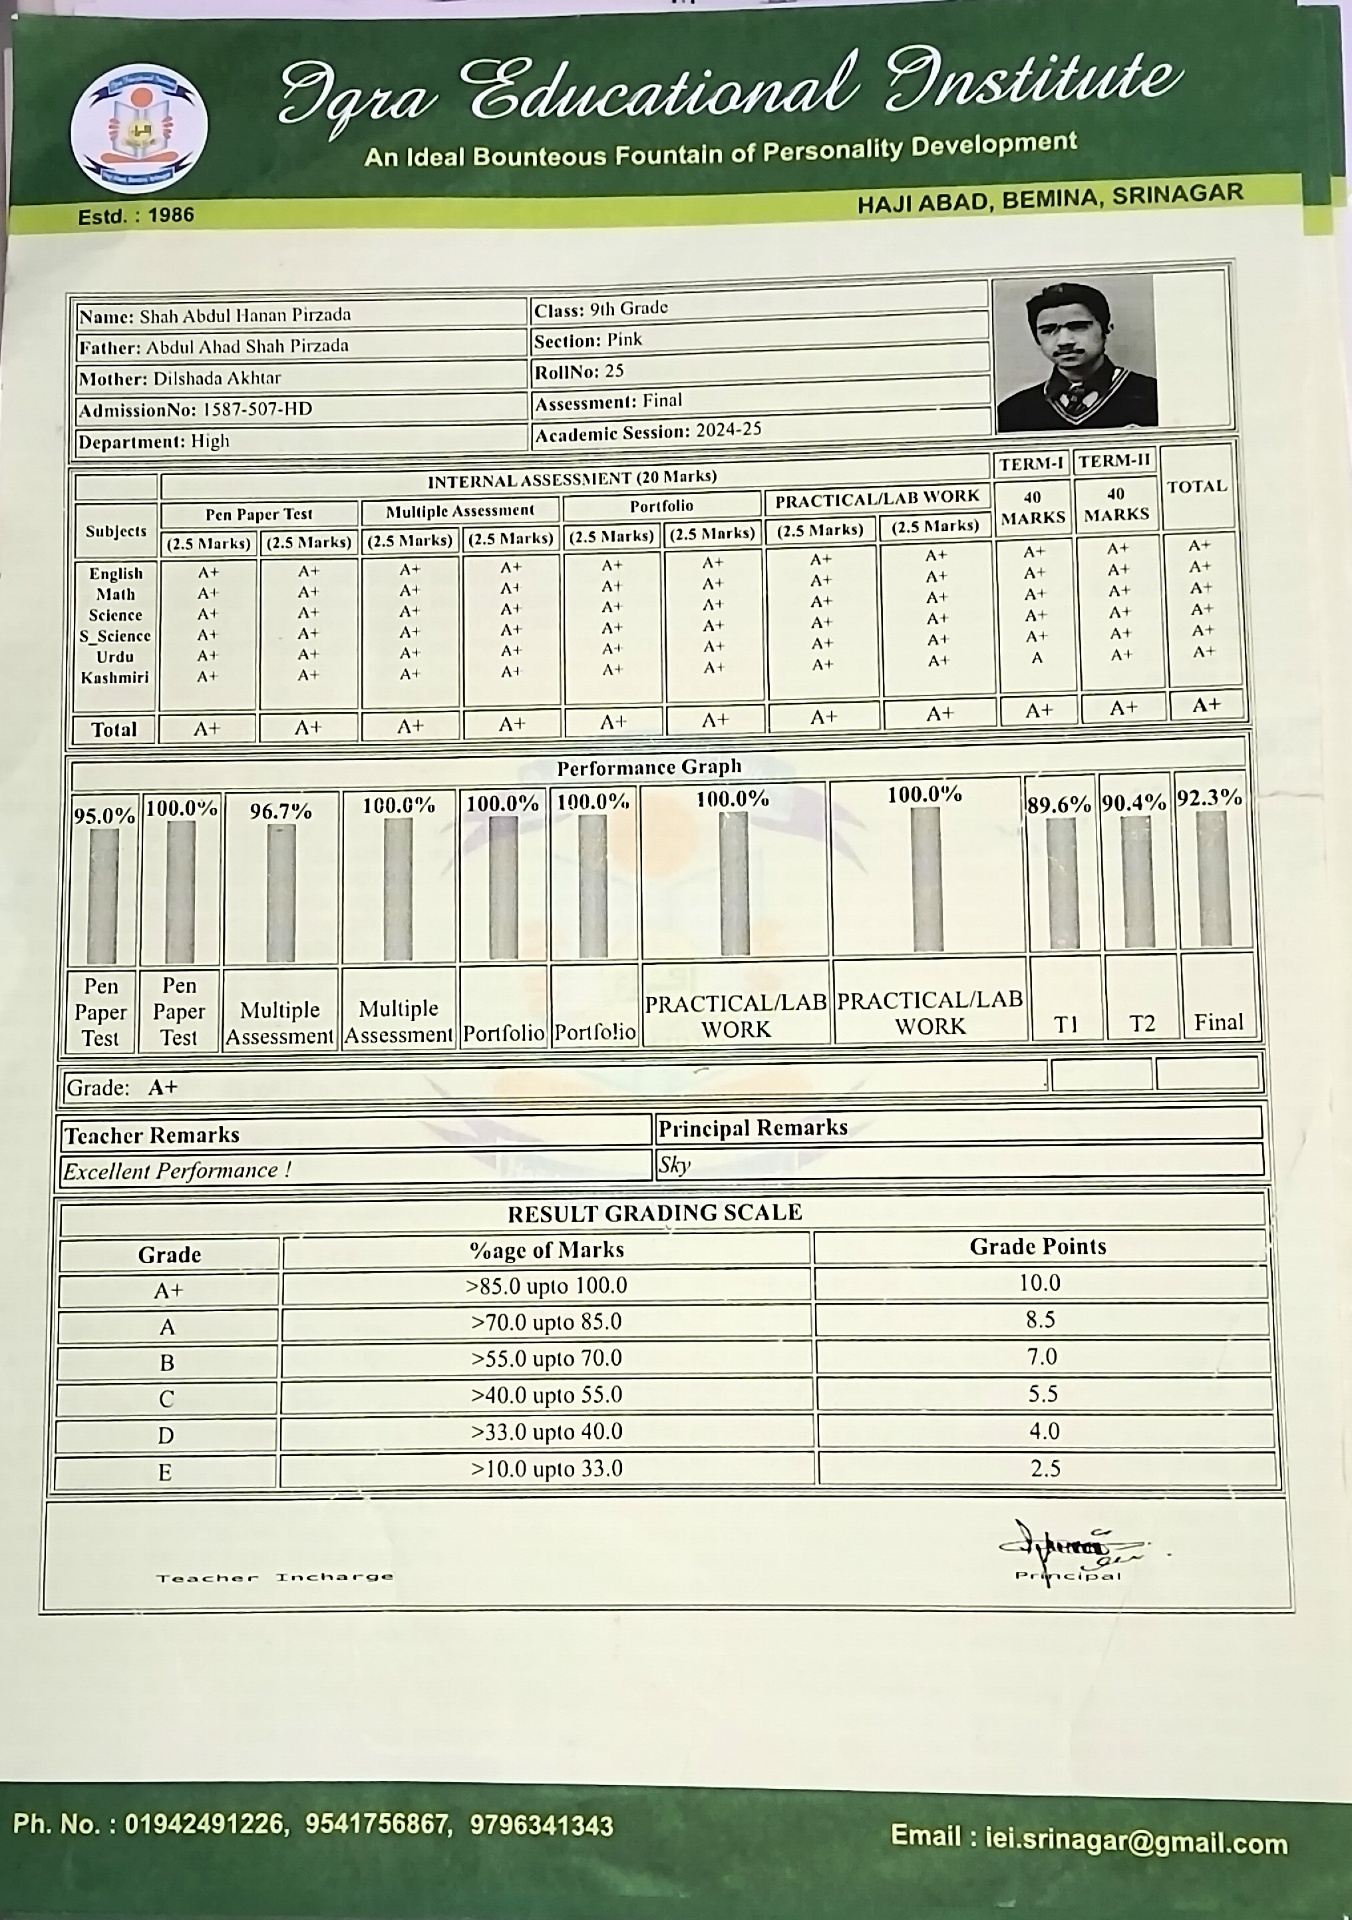 Iqra Educational Institute
An Ideal Bounteous Fountain of Personality Development
Estd. : 1986
HAJI ABAD, BEMINA, SRINAGAR
Name: Shah Abdul Hanan Pirzada Class: 9th Grade
Father: Abdul Ahad Shah Pirzada Section: Pink
Mother: Dilshada Akhtar RollNo: 25
AdmissionNo: 1587-507-HD Assessment: Final
Department: High Academic Session: 2024-25
INTERNAL ASSESSMENT (20 Marks) TERM-I TERM-II TOTAL
Subjects Pen Paper Test Multiple Assessment Portfolio PRACTICAL/LAB WORK 40 MARKS 40 MARKS
(2.5 Marks) (2.5 Marks) (2.5 Marks) (2.5 Marks) (2.5 Marks) (2.5 Marks) (2.5 Marks) (2.5 Marks)
English A+ A+ A+ A+ A+ A+ A+ A+ A+ A+ A+
Math A+ A+ A+ A+ A+ A+ A+ A+ A+ A+ A+
Science A+ A+ A+ A+ A+ A+ A+ A+ A+ A+ A+
S_Science A+ A+ A+ A+ A+ A+ A+ A+ A+ A+ A+
Urdu A+ A+ A+ A+ A+ A+ A+ A+ A+ A+ A+
Kashmiri A+ A+ A+ A+ A+ A+ A+ A+ A A+ A+
Total A+ A+ A+ A+ A+ A+ A+ A+ A+ A+ A+
Performance Graph
95.0% 100.0% 96.7% 100.0% 100.0% 100.0% 100.0% 100.0% 89.6% 90.4% 92.3%
Pen Paper Test Pen Paper Test Multiple Assessment Multiple Assessment Portfolio Portfolio PRACTICAL/LAB WORK PRACTICAL/LAB WORK T1 T2 Final
Grade: A+
Teacher Remarks Principal Remarks
Excellent Performance ! Sky
RESULT GRADING SCALE
Grade %age of Marks Grade Points
A+ >85.0 upto 100.0 10.0
A >70.0 upto 85.0 8.5
B >55.0 upto 70.0 7.0
C >40.0 upto 55.0 5.5
D >33.0 upto 40.0 4.0
E >10.0 upto 33.0 2.5
Teacher Incharge Principal
Ph. No. : 01942491226, 9541756867, 9796341343
Email : iei.srinagar@gmail.com